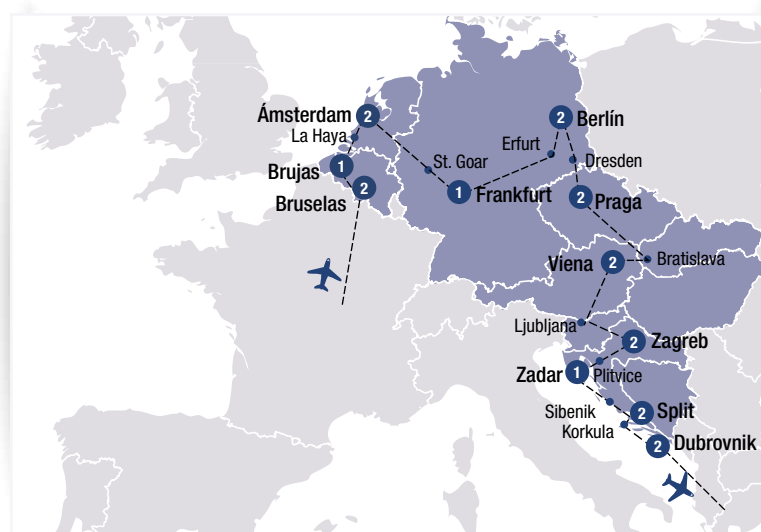 Ámsterdam 2
2 Berlín
La Haya
Erfurt
St. Goar
Dresden
Brujas 1
Bruselas 2
1 Frankfurt
2 Praga
Viena 2
Bratislava
Ljubljana
2 Zagreb
Zadar 1
Plitvice
Sibenik
2 Split
Korkula
2 Dubrovnik